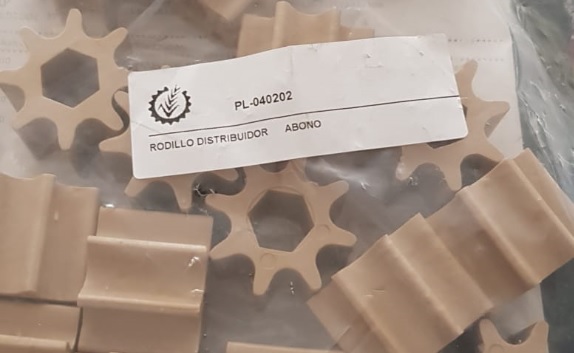 PL-040202
RODILLO DISTRIBUIDOR ABONO